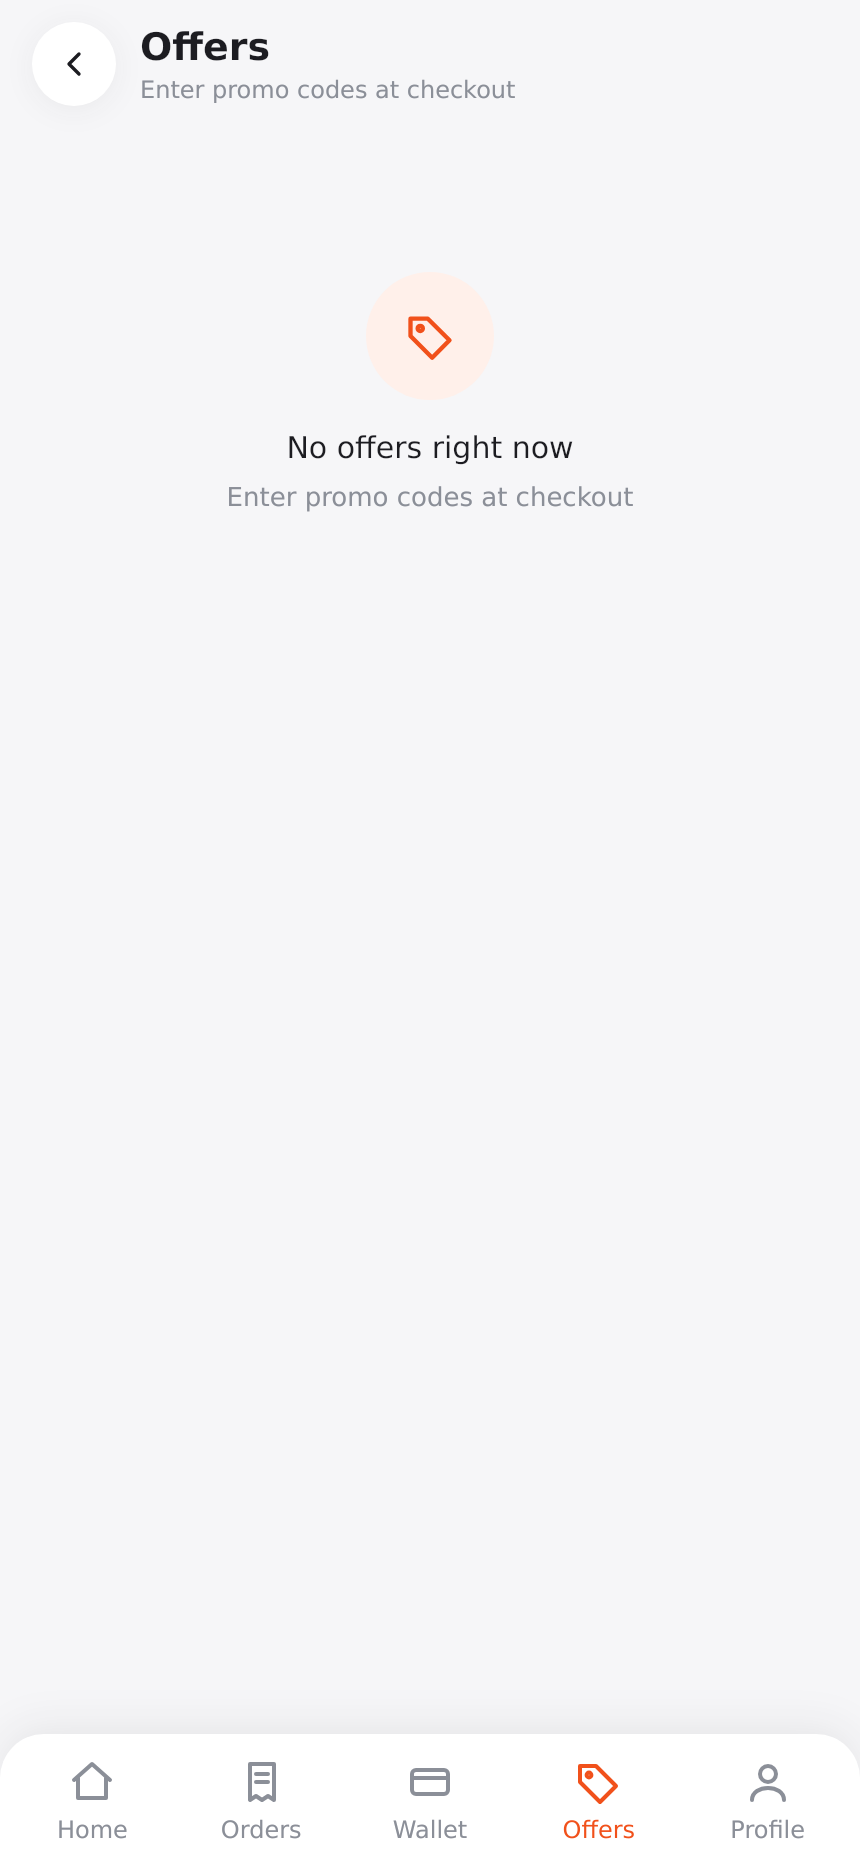 Offers
Enter promo codes at checkout
No offers right now
Enter promo codes at checkout
Home
Orders
Wallet
Offers
Profile